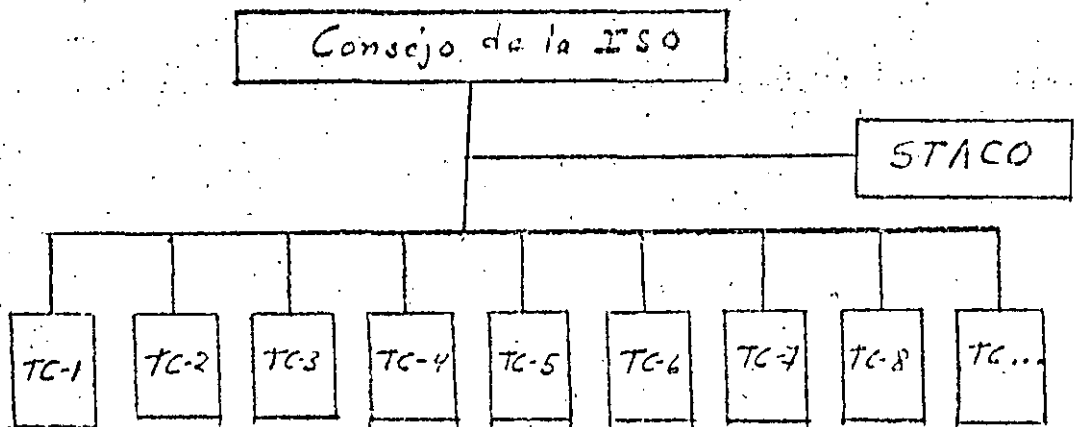 Consejo de la ISO
STACO
TC-1
TC-2
TC-3
TC-4
TC-5
TC-6
TC-7
TC-8
TC...